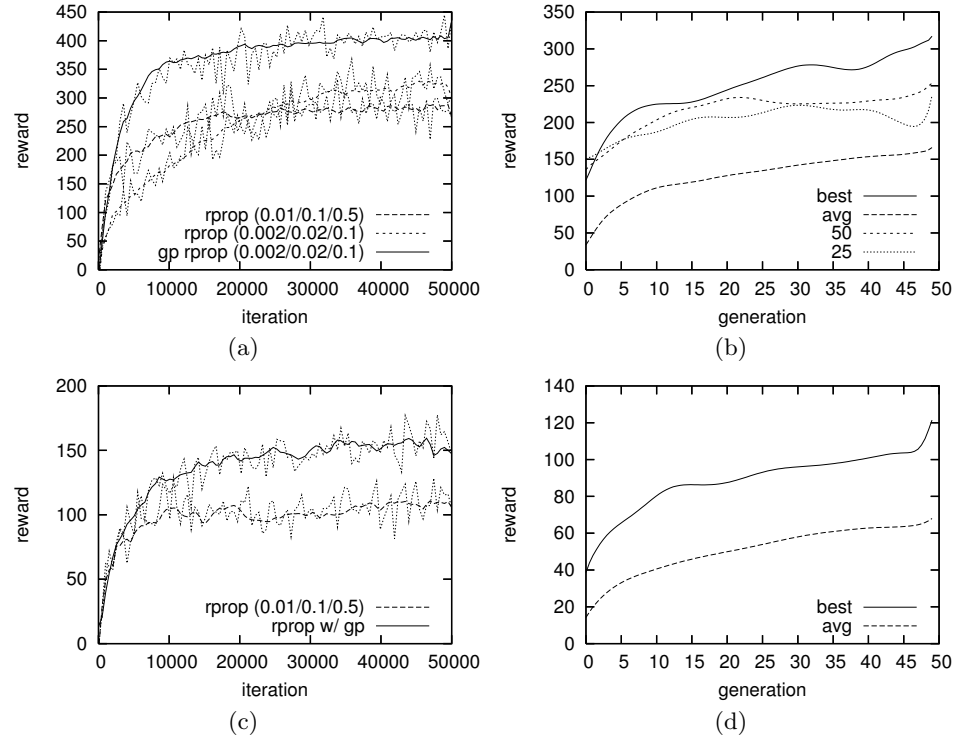 450
400
350
300
250
200
150
100
50
0
reward
0 10000 20000 30000 40000 50000
iteration
rprop (0.01/0.1/0.5)
rprop (0.002/0.02/0.1)
gp rprop (0.002/0.02/0.1)
(a)
350
300
250
200
150
100
50
0
reward
0 5 10 15 20 25 30 35 40 45 50
generation
best
avg
50
25
(b)
200
150
100
50
0
reward
0 10000 20000 30000 40000 50000
iteration
rprop (0.01/0.1/0.5)
rprop w/ gp
(c)
140
120
100
80
60
40
20
0
reward
0 5 10 15 20 25 30 35 40 45 50
generation
best
avg
(d)